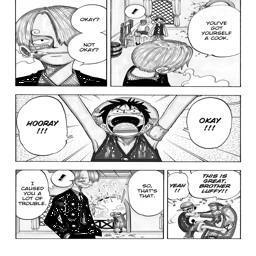 YOU'VE
GOT
YOURSELF
A COOK.
OKAY?
NOT
OKAY?
OKAY
!!!
HOORAY
!!!
THIS IS
GREAT,
BROTHER
LUFFY!!
YEAH
!!
SO,
THAT'S
THAT.
I
CAUSED
YOU A
LOT OF
TROUBLE.